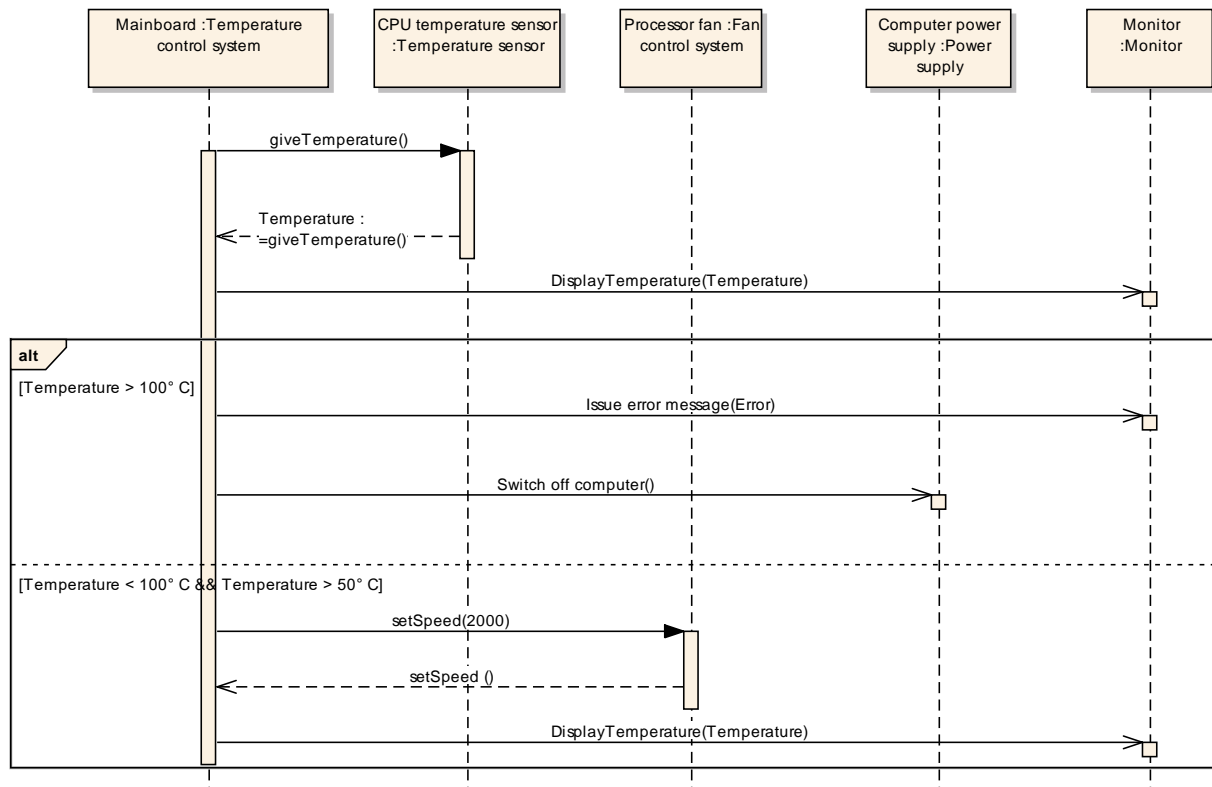 Mainboard :Temperature
control system
CPU temperature sensor
:Temperature sensor
Processor fan :Fan
control system
Computer power
supply :Power
supply
Monitor
:Monitor
giveTemperature()
Temperature :
=giveTemperature()
DisplayTemperature(Temperature)
alt
[Temperature > 100° C]
Issue error message(Error)
Switch off computer()
[Temperature < 100° C && Temperature > 50° C]
setSpeed(2000)
setSpeed ()
DisplayTemperature(Temperature)